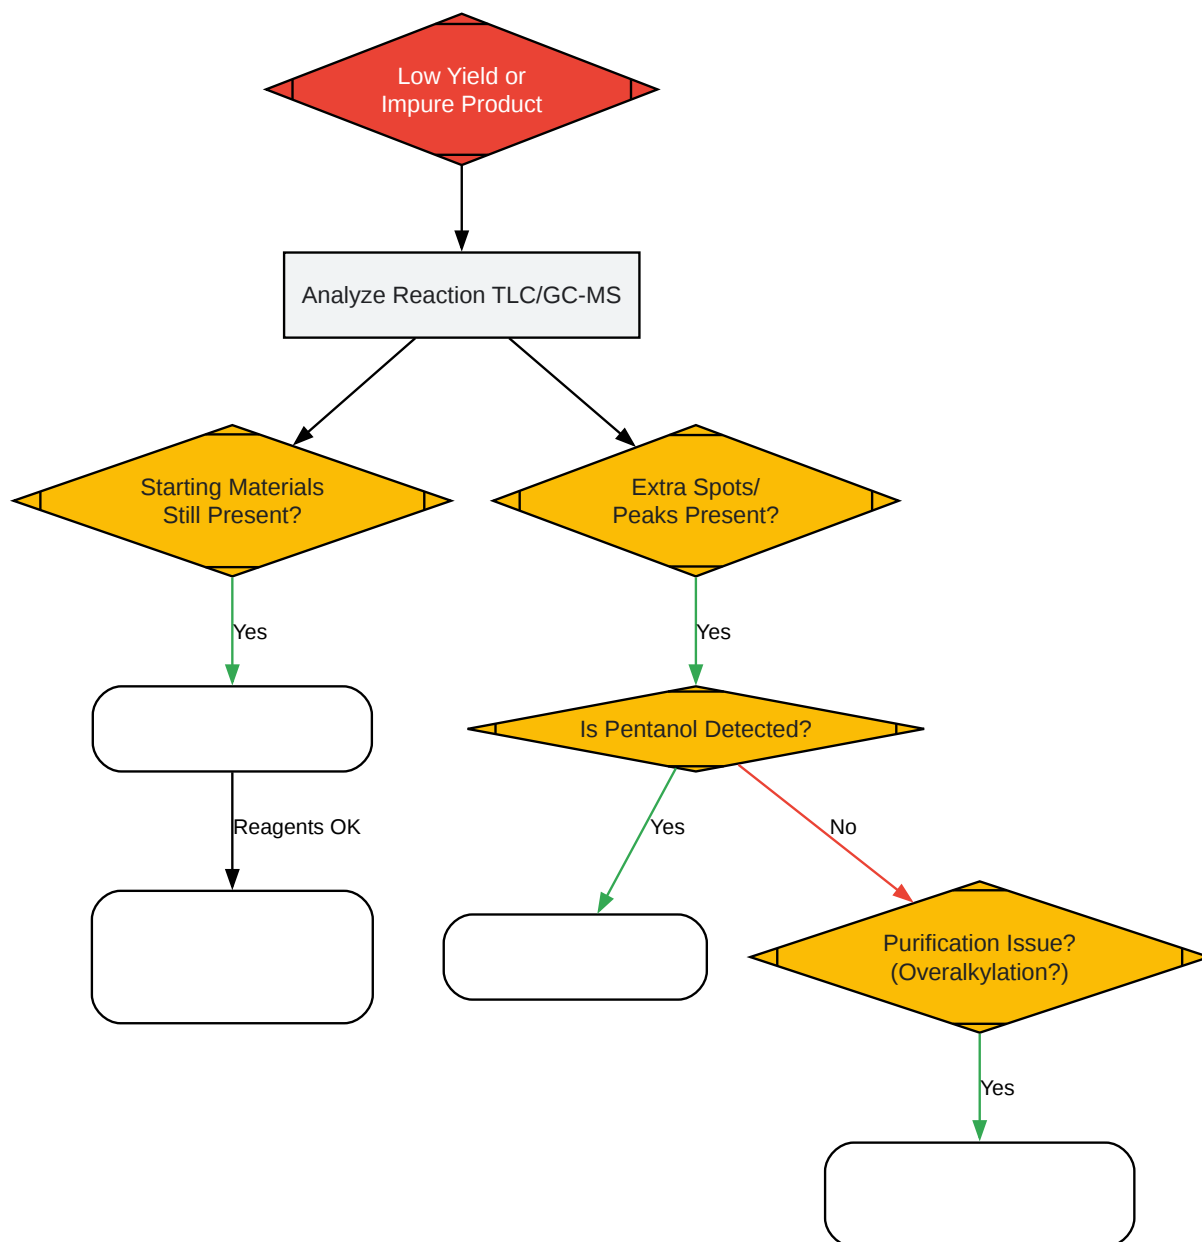 Low Yield or
Impure Product
Analyze Reaction TLC/GC-MS
Starting Materials
Still Present?
Extra Spots/
Peaks Present?
Yes
Yes
Is Pentanol Detected?
Reagents OK
Yes
No
Purification Issue?
(Overalkylation?)
Yes